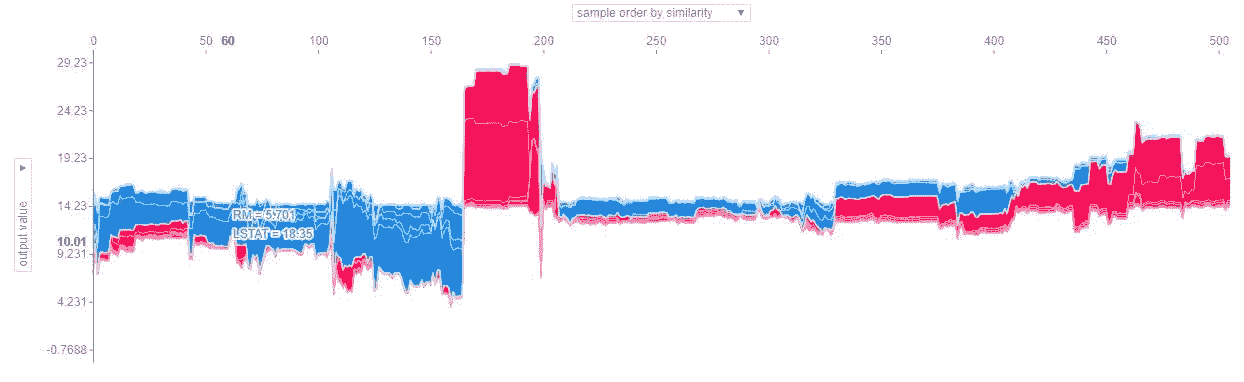 sample order by similarity ▼
0 50 60 100 150 200 250 300 350 400 450 500
29.23
24.23
19.23
14.23
10.01
9.231
4.231
-0.7688
output value ▼
RM = 5.701
LSTAT = 18.35